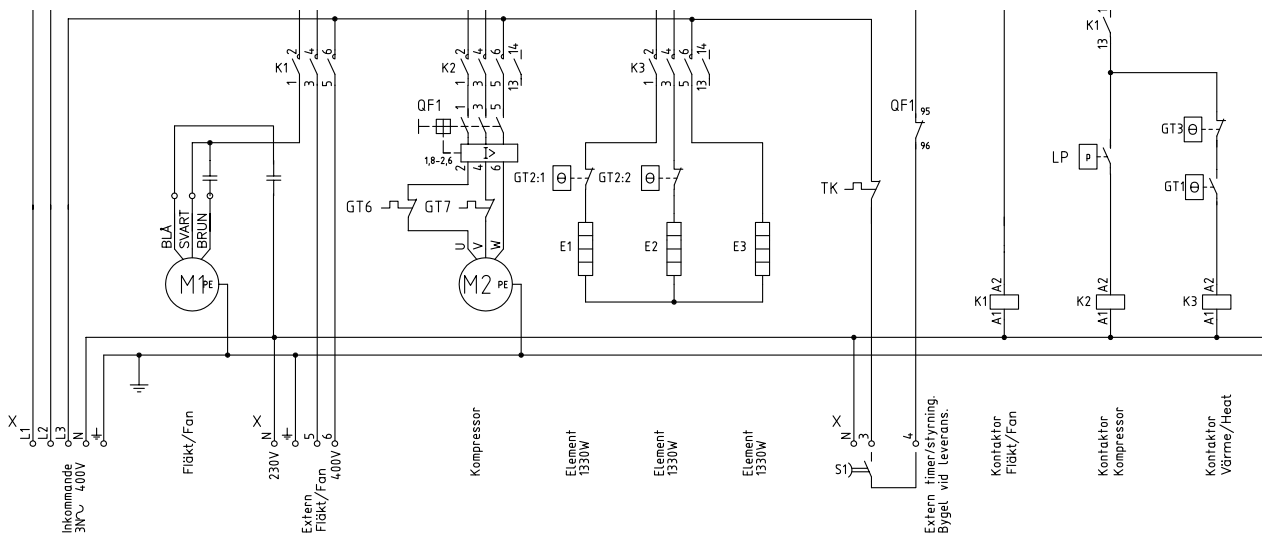 K1
2
4
6
1
3
5
K2
2
4
6
14
1
3
5
13
K3
2
4
6
14
1
3
5
13
K1
13
QF1
1
3
5
I>
1,8-2,6
2
4
6
QF1
95
96
GT3
Θ
LP
P
GT1
Θ
GT2:1
Θ
GT2:2
Θ
TK
GT6
GT7
BLÅ
SVART
BRUN
U
V
W
E1
E2
E3
M1
PE
M2
PE
K1
A2
A1
K2
A2
A1
K3
A2
A1
X
L1
L2
L3
N
Inkommande
3N~ 400V
Fläkt/Fan
X
N
5
6
230V
400V
Extern
Fläkt/Fan
Kompressor
Element
1330W
Element
1330W
Element
1330W
X
N
3
4
S1
Extern timer/styrning.
Bygel vid leverans.
Kontaktor
Fläkt/Fan
Kontaktor
Kompressor
Kontaktor
Värme/Heat